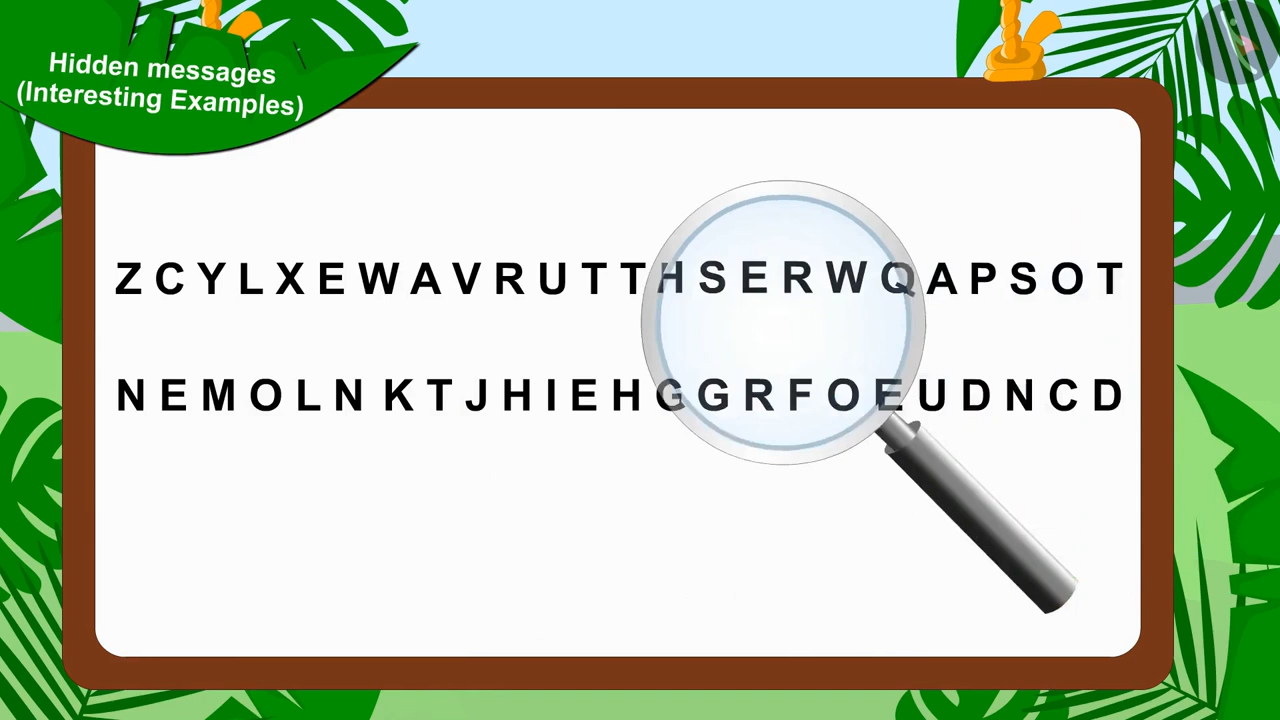 Hidden messages
(Interesting Examples)
Z C Y L X E W A V R U T T H S E R W Q A P S O T
N E M O L N K T J H I E H G G R F O E U D N C D